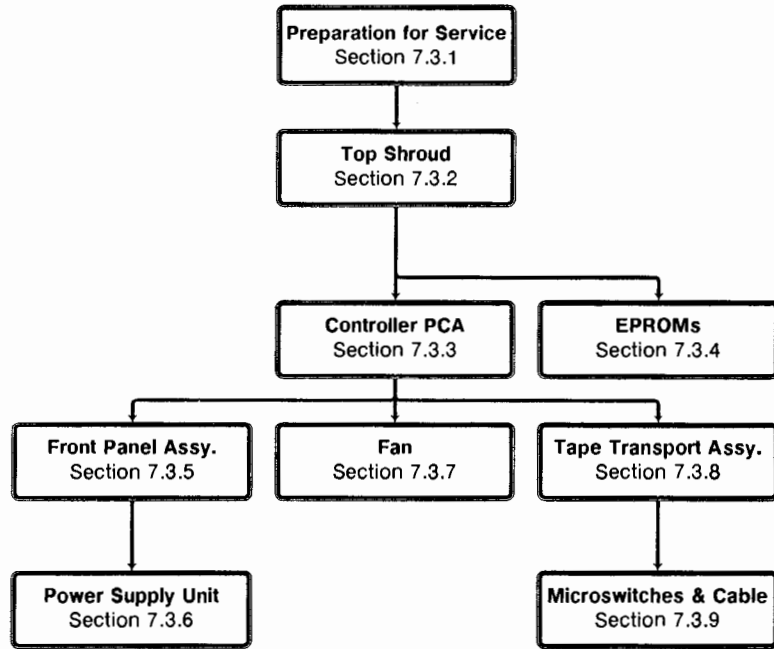 Preparation for Service
Section 7.3.1
Top Shroud
Section 7.3.2
Controller PCA
Section 7.3.3
EPROMs
Section 7.3.4
Front Panel Assy.
Section 7.3.5
Fan
Section 7.3.7
Tape Transport Assy.
Section 7.3.8
Power Supply Unit
Section 7.3.6
Microswitches & Cable
Section 7.3.9